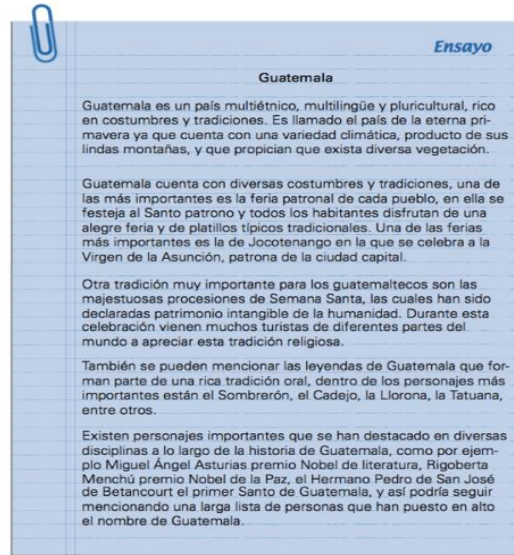 Ensayo
Guatemala
Guatemala es un país multiétnico, multilingüe y pluricultural, rico
en costumbres y tradiciones. Es llamado el país de la eterna pri-
mavera ya que cuenta con una variedad climática, producto de sus
lindas montañas, y que propician que exista diversa vegetación.
Guatemala cuenta con diversas costumbres y tradiciones, una de
las más importantes es la feria patronal de cada pueblo, en ella se
festeja al Santo patrono y todos los habitantes disfrutan de una
alegre feria y de platillos típicos tradicionales. Una de las ferias
más importantes es la de Jocotenango en la que se celebra a la
Virgen de la Asunción, patrona de la ciudad capital.
Otra tradición muy importante para los guatemaltecos son las
majestuosas procesiones de Semana Santa, las cuales han sido
declaradas patrimonio intangible de la humanidad. Durante esta
celebración vienen muchos turistas de diferentes partes del
mundo a apreciar esta tradición religiosa.
También se pueden mencionar las leyendas de Guatemala que for-
man parte de una rica tradición oral, dentro de los personajes más
importantes están el Sombrerón, el Cadejo, la Llorona, la Tatuana,
entre otros.
Existen personajes importantes que se han destacado en diversas
disciplinas a lo largo de la historia de Guatemala, como por ejem-
plo Miguel Ángel Asturias premio Nobel de literatura, Rigoberta
Menchú premio Nobel de la Paz, el Hermano Pedro de San José
de Betancourt el primer Santo de Guatemala, y así podría seguir
mencionando una larga lista de personas que han puesto en alto
el nombre de Guatemala.